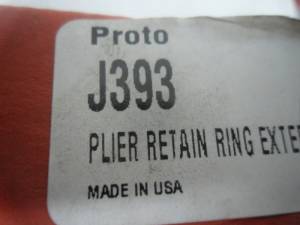 Proto
J393
PLIER RETAIN RING EXTE
MADE IN USA